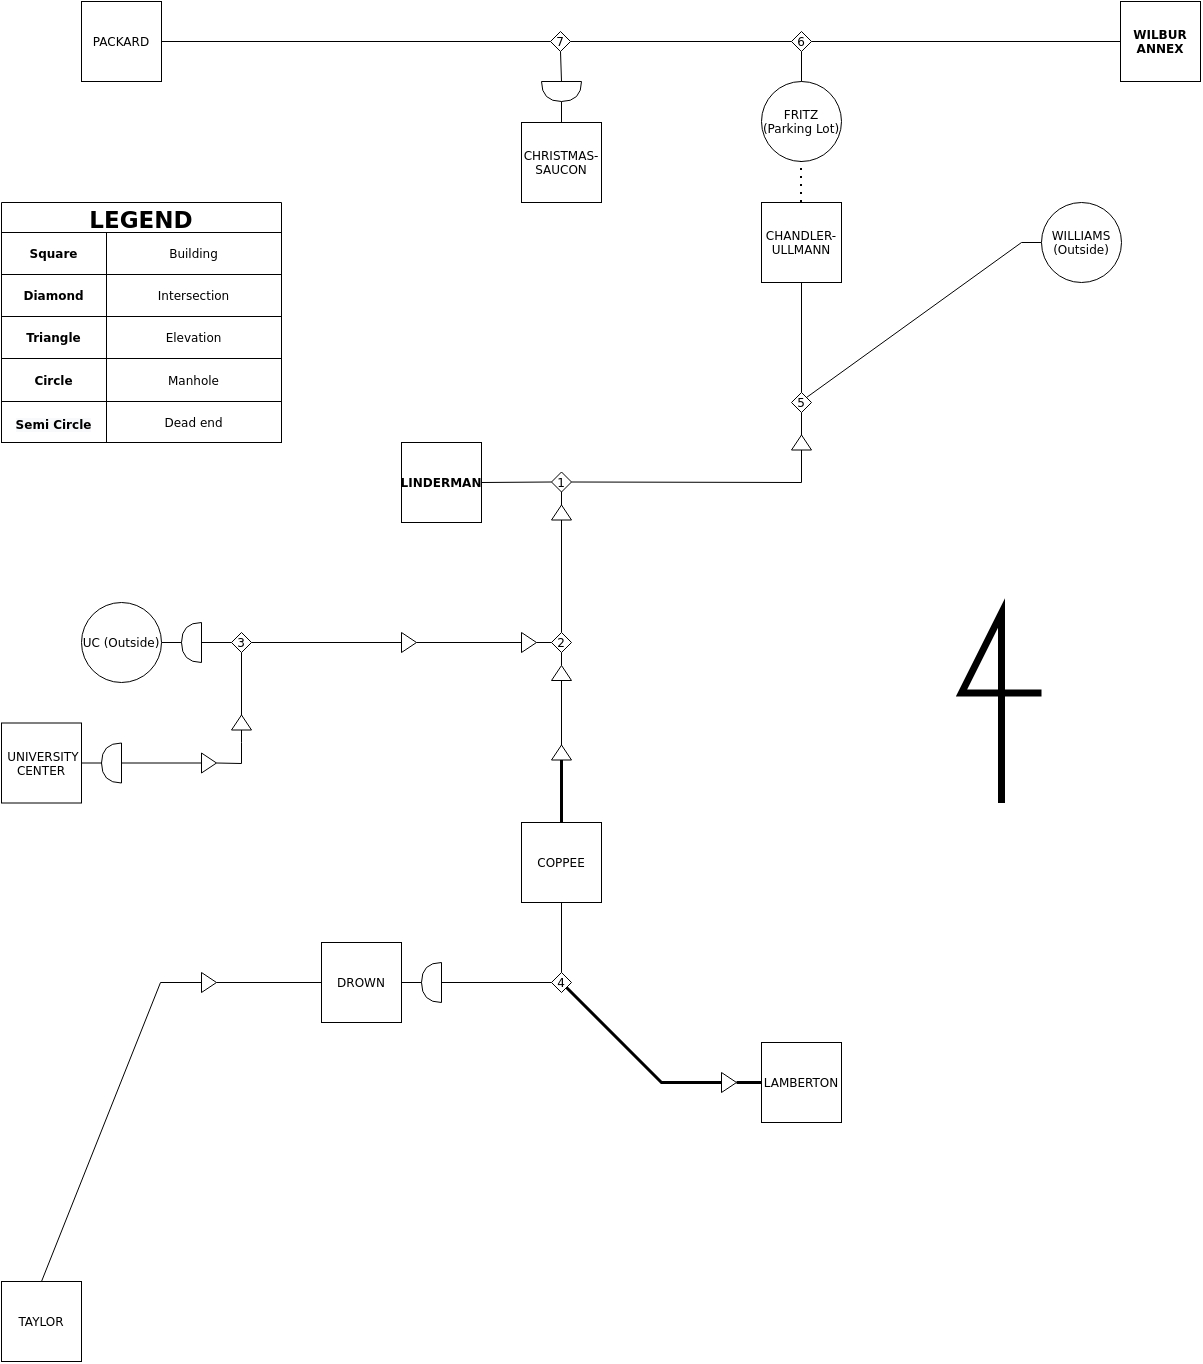 PACKARD
7
6
WILBUR
ANNEX
FRITZ
(Parking Lot)
CHRISTMAS-
SAUCON
LEGEND
Square
Building
Diamond
Intersection
Triangle
Elevation
Circle
Manhole
Semi Circle
Dead end
CHANDLER-
ULLMANN
WILLIAMS
(Outside)
5
LINDERMAN
1
UC (Outside)
3
2
UNIVERSITY
CENTER
COPPEE
DROWN
4
LAMBERTON
TAYLOR